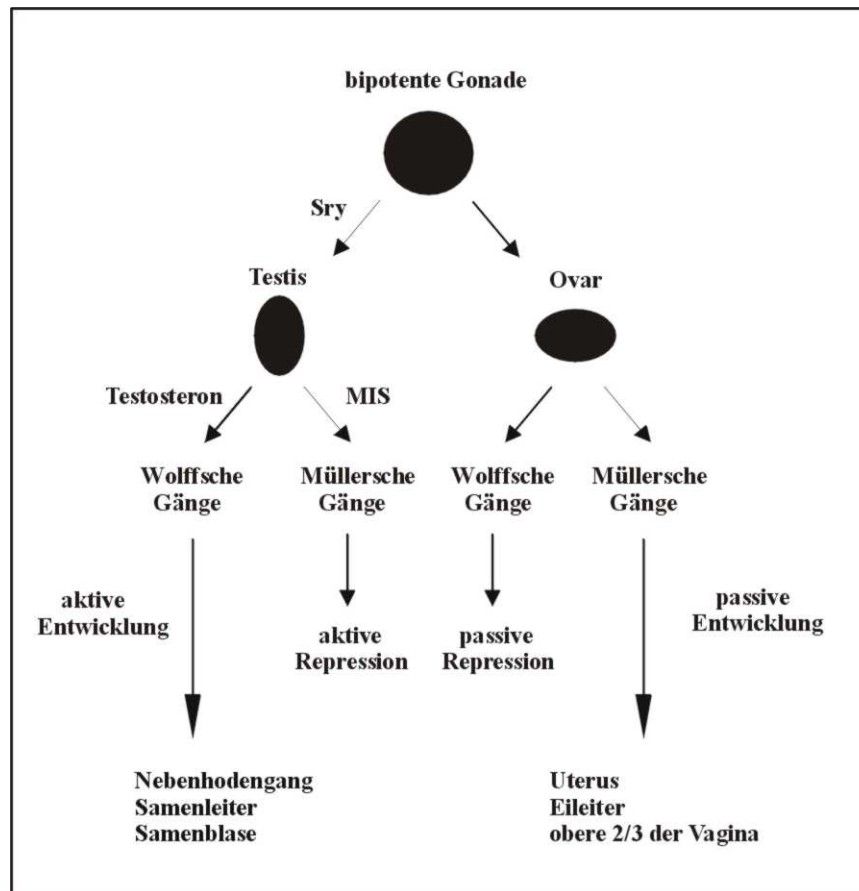 bipotente Gonade
Sry
Testis
Ovar
Testosteron
MIS
Wolffsche
Gänge
Müllersche
Gänge
Wolffsche
Gänge
Müllersche
Gänge
aktive
Entwicklung
aktive
Repression
passive
Repression
passive
Entwicklung
Nebenhodengang
Samenleiter
Samenblase
Uterus
Eileiter
obere 2/3 der Vagina